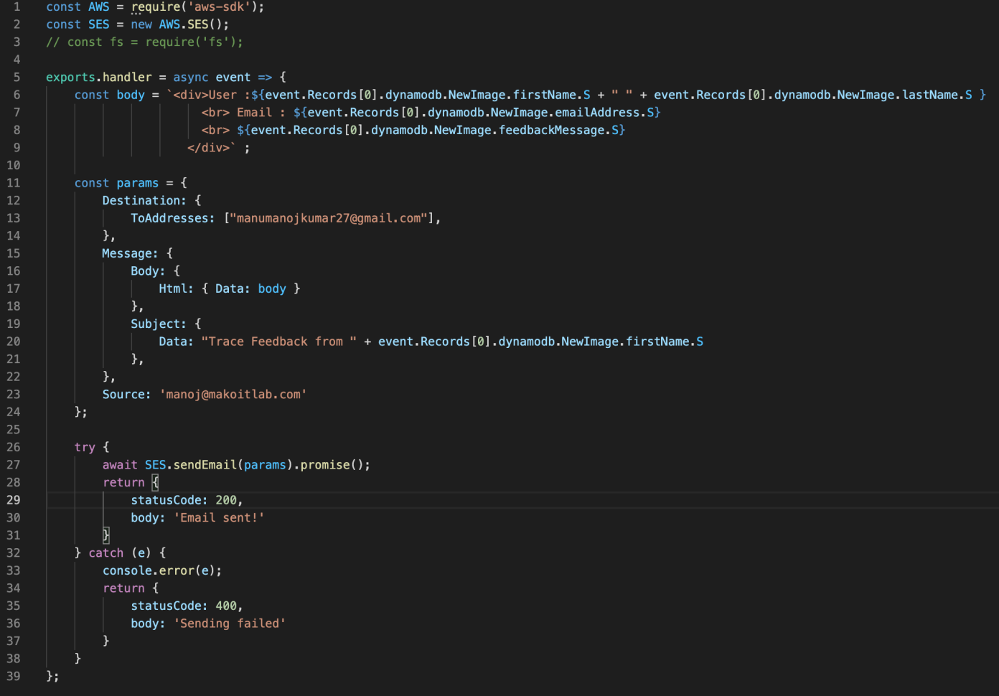 1 const AWS = require('aws-sdk');
2 const SES = new AWS.SES();
3 // const fs = require('fs');
4
5 exports.handler = async event => {
6 const body = `<div>User :${event.Records[0].dynamodb.NewImage.firstName.S + " " + event.Records[0].dynamodb.NewImage.lastName.S }
7 <br> Email : ${event.Records[0].dynamodb.NewImage.emailAddress.S}
8 <br> ${event.Records[0].dynamodb.NewImage.feedbackMessage.S}
9 </div>` ;
10
11 const params = {
12 Destination: {
13 ToAddresses: ["manumanojkumar27@gmail.com"],
14 },
15 Message: {
16 Body: {
17 Html: { Data: body }
18 },
19 Subject: {
20 Data: "Trace Feedback from " + event.Records[0].dynamodb.NewImage.firstName.S
21 },
22 },
23 Source: 'manoj@makoitlab.com'
24 };
25
26 try {
27 await SES.sendEmail(params).promise();
28 return {
29 statusCode: 200,
30 body: 'Email sent!'
31 }
32 } catch (e) {
33 console.error(e);
34 return {
35 statusCode: 400,
36 body: 'Sending failed'
37 }
38 }
39 };